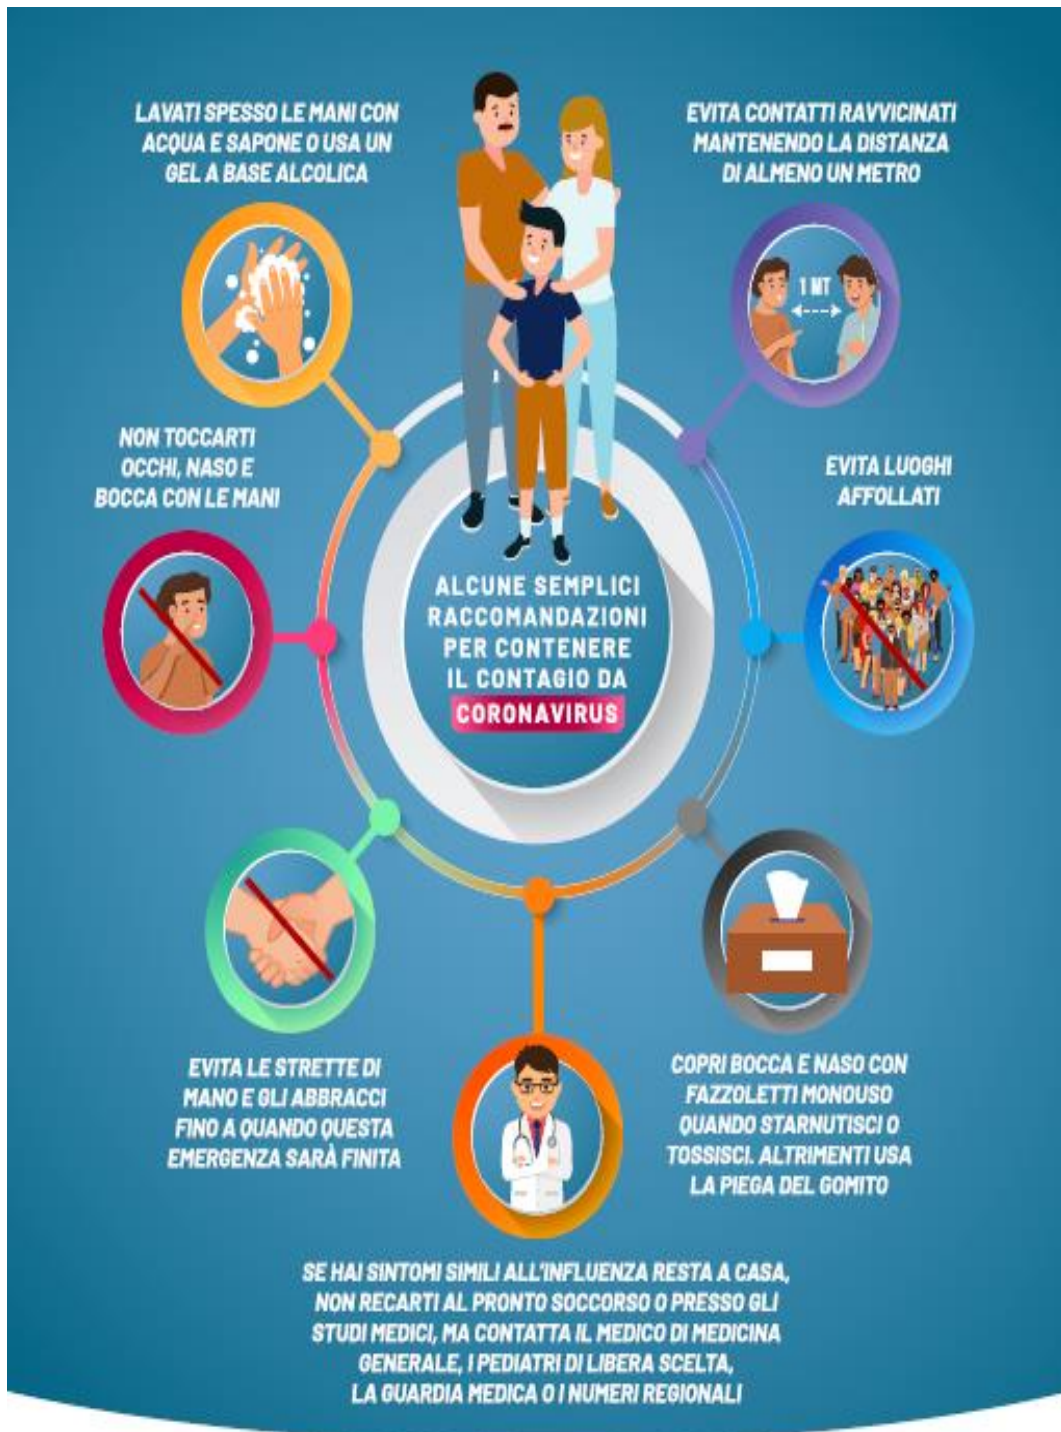 LAVATI SPESSO LE MANI CON
ACQUA E SAPONE O USA UN
GEL A BASE ALCOLICA
EVITA CONTATTI RAVVICINATI
MANTENENDO LA DISTANZA
DI ALMENO UN METRO
1 MT
NON TOCCARTI
OCCHI, NASO E
BOCCA CON LE MANI
EVITA LUOGHI
AFFOLLATI
ALCUNE SEMPLICI
RACCOMANDAZIONI
PER CONTENERE
IL CONTAGIO DA
CORONAVIRUS
EVITA LE STRETTE DI
MANO E GLI ABBRACCI
FINO A QUANDO QUESTA
EMERGENZA SARÀ FINITA
COPRI BOCCA E NASO CON
FAZZOLETTI MONOUSO
QUANDO STARNUTISCI O
TOSSISCI. ALTRIMENTI USA
LA PIEGA DEL GOMITO
SE HAI SINTOMI SIMILI ALL'INFLUENZA RESTA A CASA,
NON RECARTI AL PRONTO SOCCORSO O PRESSO GLI
STUDI MEDICI, MA CONTATTA IL MEDICO DI MEDICINA
GENERALE, I PEDIATRI DI LIBERA SCELTA,
LA GUARDIA MEDICA O I NUMERI REGIONALI